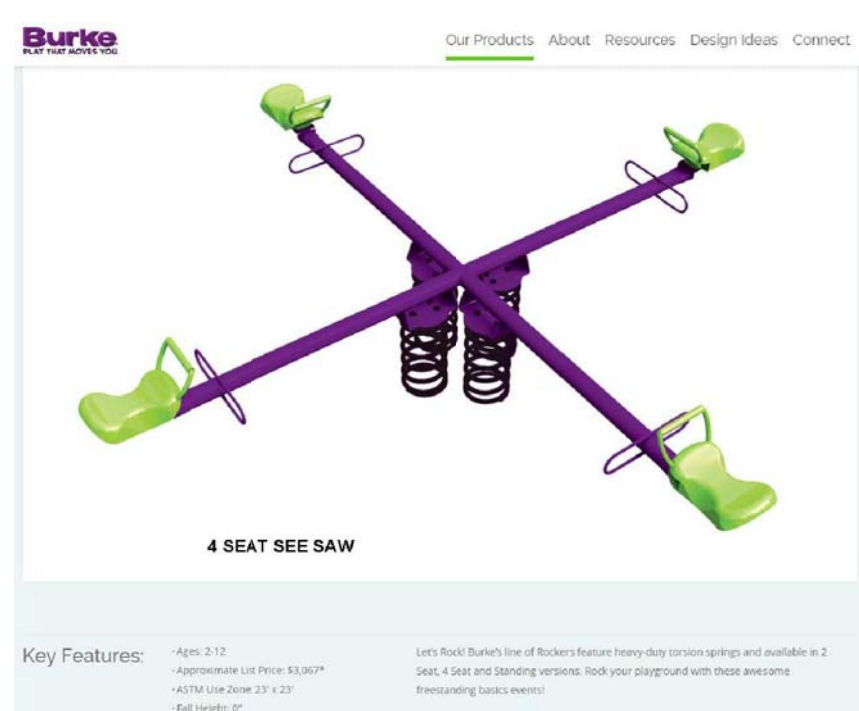 Burke
PLAY THAT MOVES YOU.
Our Products About Resources Design Ideas Connect
4 SEAT SEE SAW
Key Features:
- Ages: 2-12
- Approximate List Price: $3,067*
- ASTM Use Zone: 23' x 23'
- Fall Height: 0"
Let's Rock! Burke's line of Rockers feature heavy-duty torsion springs and available in 2
Seat, 4 Seat and Standing versions. Rock your playground with these awesome
freestanding basics events!